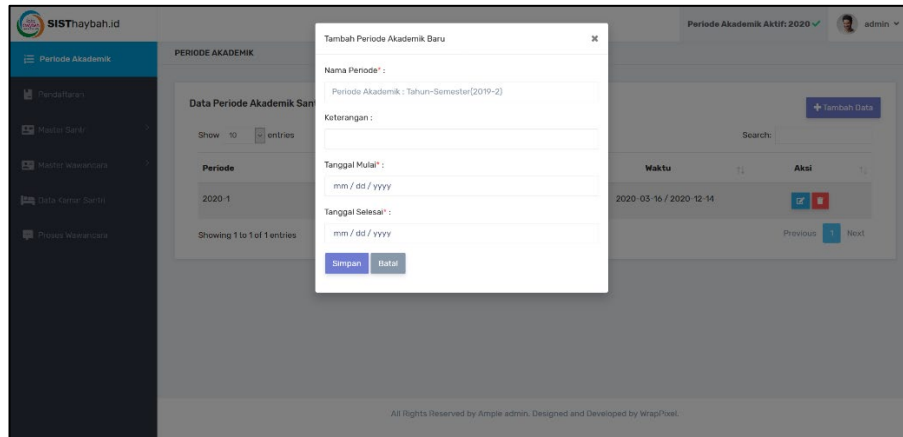 SISThaybah.id
Periode Akademik Aktif: 2020
admin
Periode Akademik
Pendaftaran
Master Santri
Master Wawancara
Data Kamar Santri
Proses Wawancara
PERIODE AKADEMIK
Data Periode Akademik San
Tambah Data
Show 10 entries
Search:
Periode
Waktu
Aksi
2020-1
2020-03-16 / 2020-12-14
Showing 1 to 1 of 1 entries
Previous 1 Next
Tambah Periode Akademik Baru
Nama Periode* :
Periode Akademik : Tahun-Semester(2019-2)
Keterangan :
Tanggal Mulai* :
mm / dd / yyyy
Tanggal Selesai* :
mm / dd / yyyy
Simpan Batal
All Rights Reserved by Ample admin. Designed and Developed by WrapPixel.